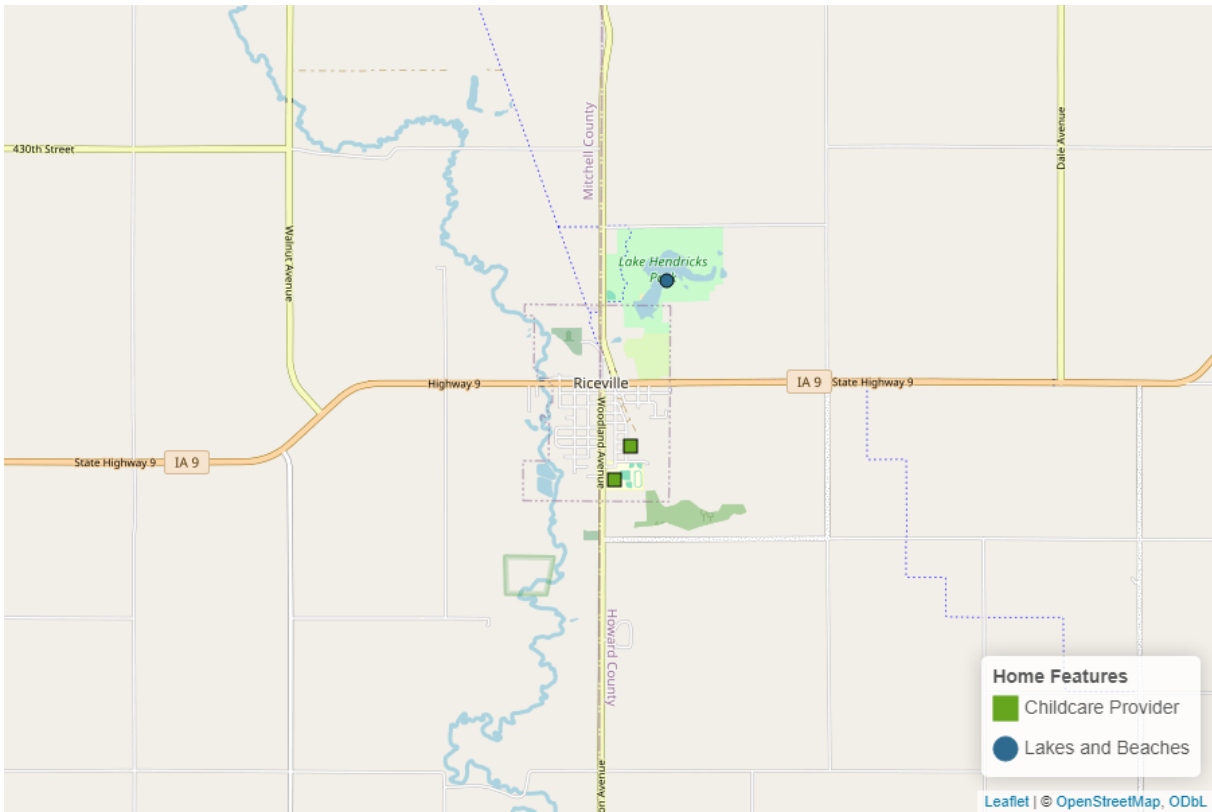 430th Street
Mitchell County
Dale Avenue
Walnut Avenue
Lake Hendricks
Park
Highway 9
Riceville
IA 9
State Highway 9
Woodland Avenue
State Highway 9
IA 9
Howard County
on Avenue
Home Features
Childcare Provider
Lakes and Beaches
Leaflet | © OpenStreetMap, ODbL